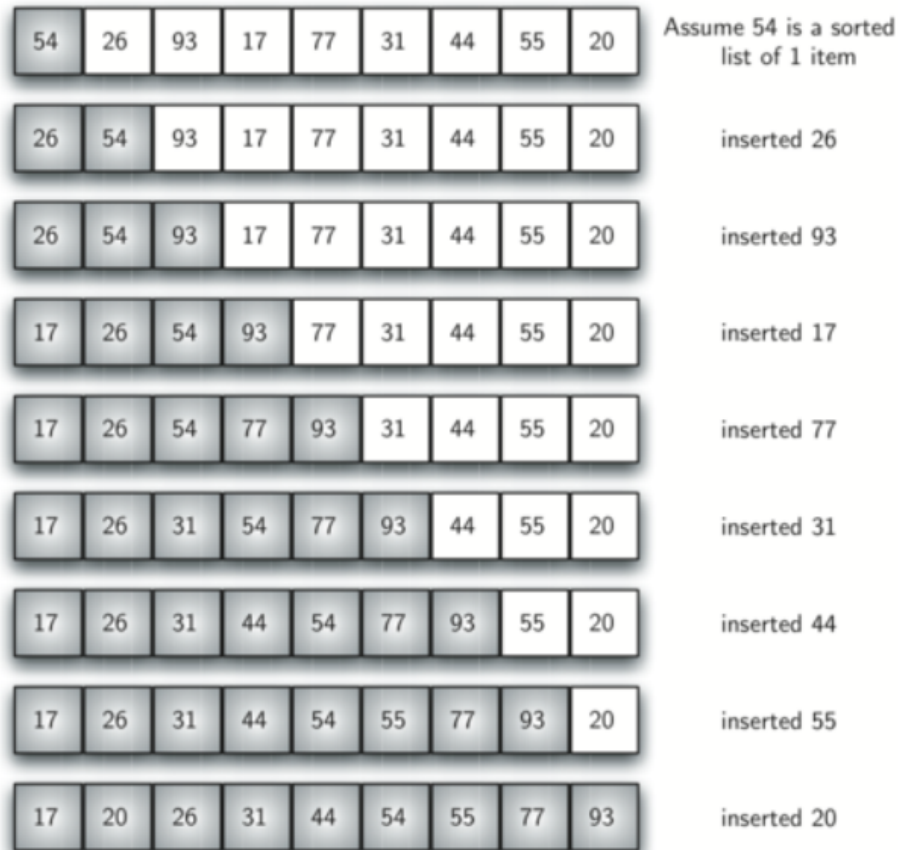 54 26 93 17 77 31 44 55 20 Assume 54 is a sorted
list of 1 item
26 54 93 17 77 31 44 55 20 inserted 26
26 54 93 17 77 31 44 55 20 inserted 93
17 26 54 93 77 31 44 55 20 inserted 17
17 26 54 77 93 31 44 55 20 inserted 77
17 26 31 54 77 93 44 55 20 inserted 31
17 26 31 44 54 77 93 55 20 inserted 44
17 26 31 44 54 55 77 93 20 inserted 55
17 20 26 31 44 54 55 77 93 inserted 20